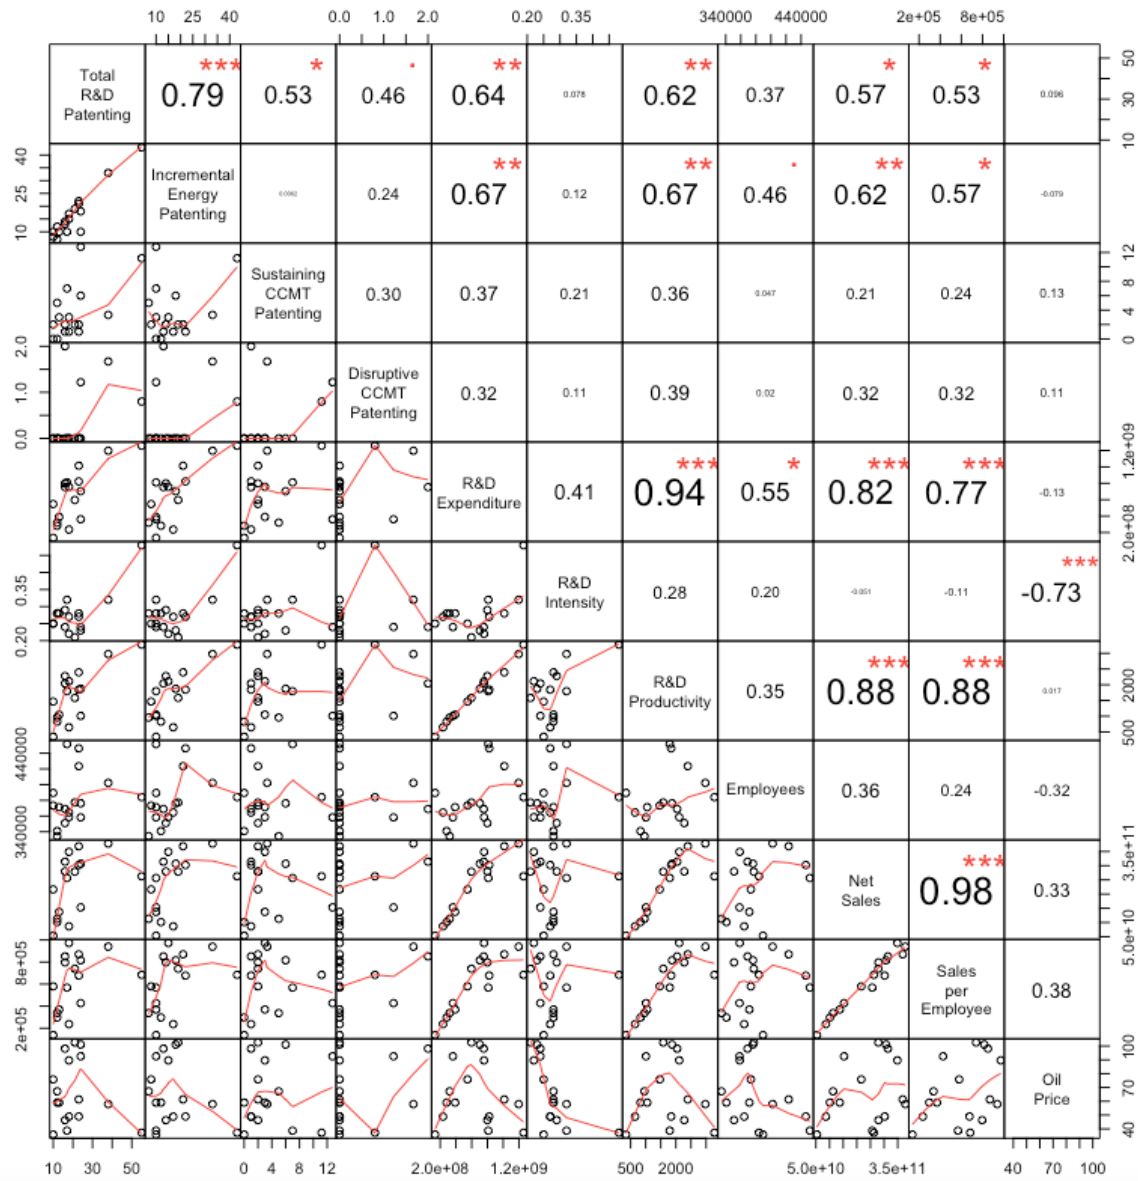 10 25 40 0.0 1.0 2.0 0.20 0.35 340000 440000 2e+05 8e+05
Total
R&D
Patenting
*** 0.79
* 0.53
. 0.46
** 0.64
0.078
** 0.62
0.37
* 0.57
* 0.53
0.096
10 30 50
10 25 40
Incremental
Energy
Patenting
0.24
** 0.67
0.12
** 0.67
. 0.46
** 0.62
* 0.57
-0.079
Sustaining
CCMT
Patenting
0.30
0.37
0.21
0.36
0.047
0.21
0.24
0.13
0 4 8 12
0.0 1.0 2.0
Disruptive
CCMT
Patenting
0.32
0.11
0.39
0.02
0.32
0.32
0.11
R&D
Expenditure
0.41
*** 0.94
* 0.55
*** 0.82
*** 0.77
-0.13
2.0e+08 1.2e+09
0.20 0.35
R&D
Intensity
0.28
0.20
-0.051
-0.11
*** -0.73
R&D
Productivity
0.35
*** 0.88
*** 0.88
0.017
500 2000
340000 440000
Employees
0.36
0.24
-0.32
Net
Sales
*** 0.98
0.33
5.0e+10 3.5e+11
2e+05 8e+05
Sales
per
Employee
0.38
Oil
Price
40 70 100
10 30 50 0 4 8 12 2.0e+08 1.2e+09 500 2000 5.0e+10 3.5e+11 40 70 100